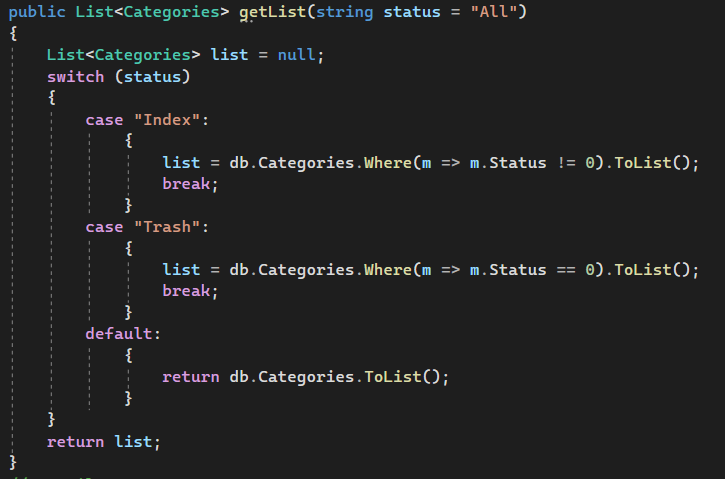 public List<Categories> getList(string status = "All")
{
List<Categories> list = null;
switch (status)
{
case "Index":
{
list = db.Categories.Where(m => m.Status != 0).ToList();
break;
}
case "Trash":
{
list = db.Categories.Where(m => m.Status == 0).ToList();
break;
}
default:
{
return db.Categories.ToList();
}
}
return list;
}